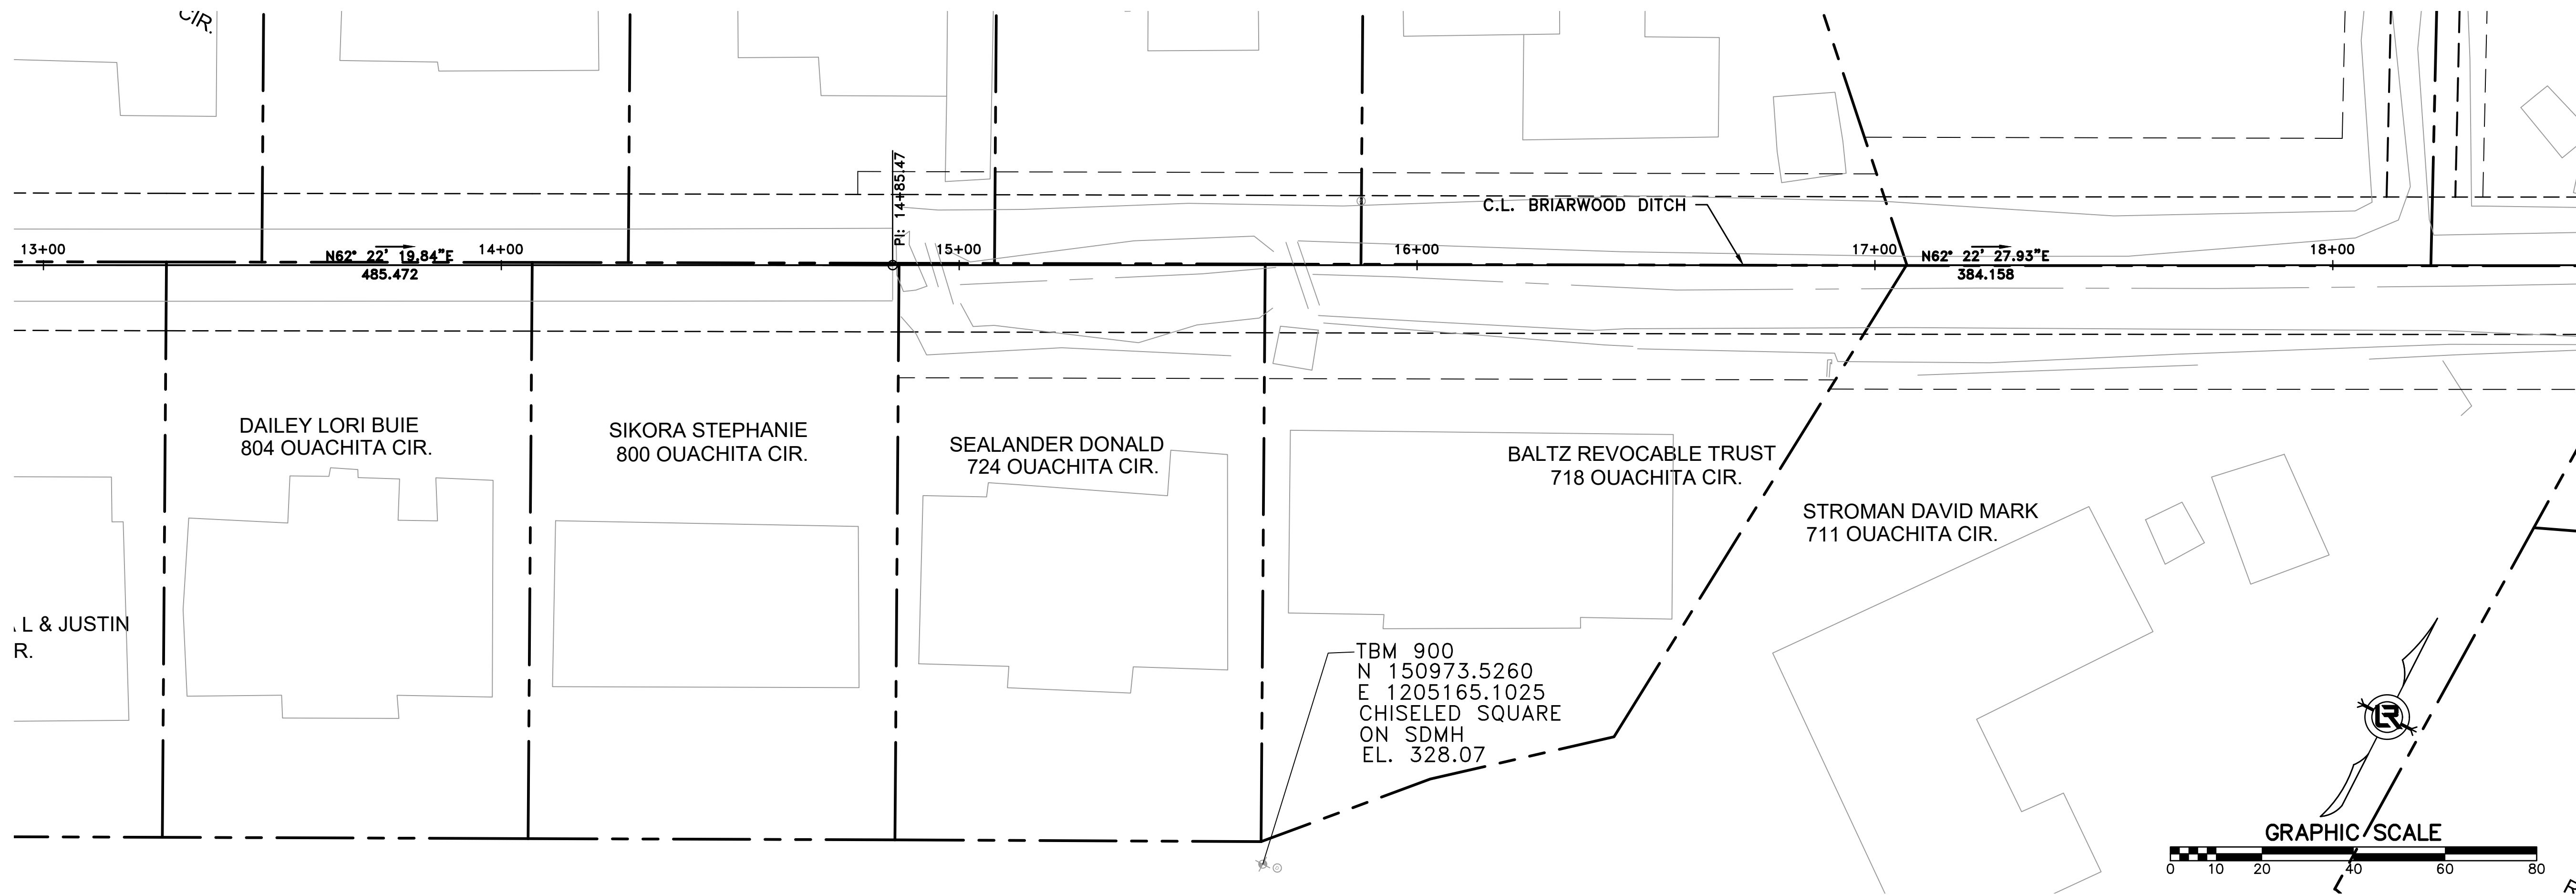 CIR.
PI: 14+85.47
C.L. BRIARWOOD DITCH
13+00
14+00
15+00
16+00
17+00
18+00
N62° 22' 19.84"E
485.472
N62° 22' 27.93"E
384.158
DAILEY LORI BUIE
804 OUACHITA CIR.
SIKORA STEPHANIE
800 OUACHITA CIR.
SEALANDER DONALD
724 OUACHITA CIR.
BALTZ REVOCABLE TRUST
718 OUACHITA CIR.
STROMAN DAVID MARK
711 OUACHITA CIR.
L & JUSTIN
R.
TBM 900
N 150973.5260
E 1205165.1025
CHISELED SQUARE
ON SDMH
EL. 328.07
LR
GRAPHIC SCALE
0 10 20 40 60 80